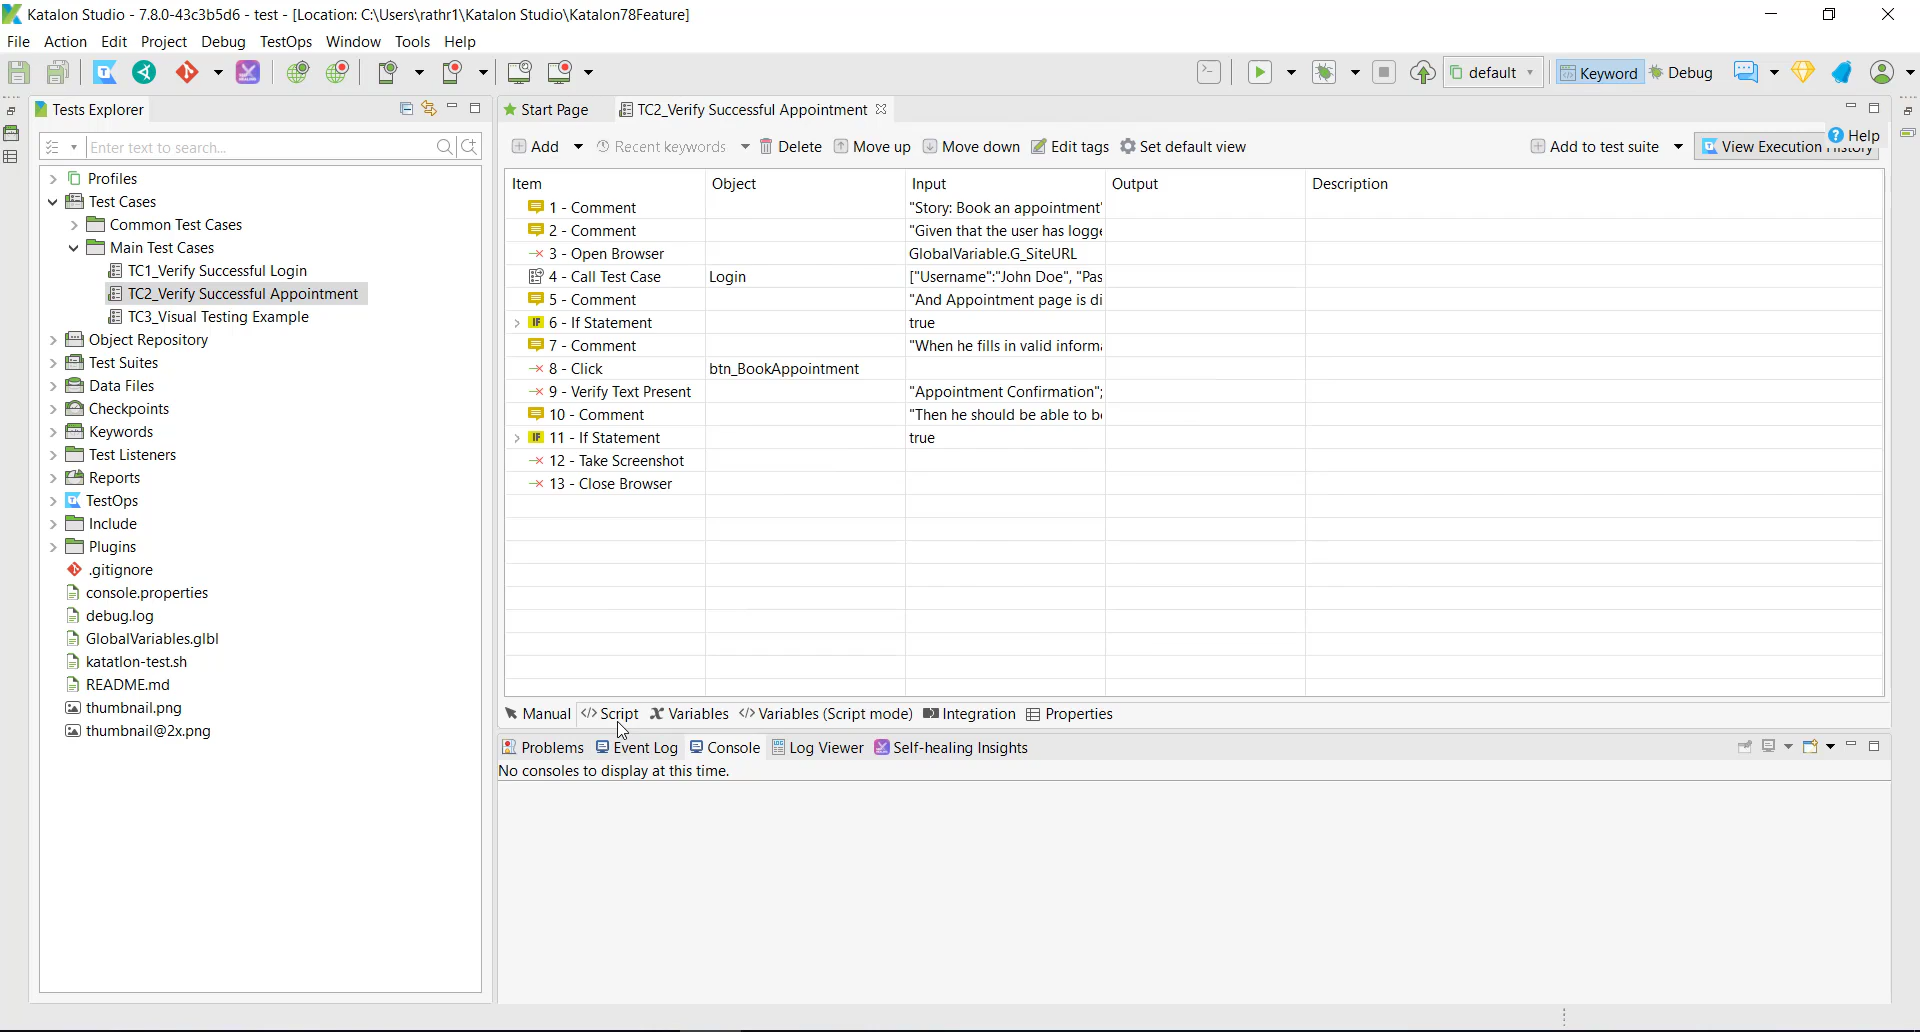 Katalon Studio - 7.8.0-43c3b5d6 - test - [Location: C:\Users\rathr1\Katalon Studio\Katalon78Feature]
File Action Edit Project Debug TestOps Window Tools Help
default Keyword Debug
Tests Explorer
Enter text to search...
Profiles
Test Cases
Common Test Cases
Main Test Cases
TC1_Verify Successful Login
TC2_Verify Successful Appointment
TC3_Visual Testing Example
Object Repository
Test Suites
Data Files
Checkpoints
Keywords
Test Listeners
Reports
TestOps
Include
Plugins
.gitignore
console.properties
debug.log
GlobalVariables.glbl
katatlon-test.sh
README.md
thumbnail.png
thumbnail@2x.png
Start Page TC2_Verify Successful Appointment
Help
Add Recent keywords Delete Move up Move down Edit tags Set default view Add to test suite View Execution History
Item Object Input Output Description
1 - Comment "Story: Book an appointment"
2 - Comment "Given that the user has logge
3 - Open Browser GlobalVariable.G_SiteURL
4 - Call Test Case Login ["Username":"John Doe", "Pas
5 - Comment "And Appointment page is di
IF 6 - If Statement true
7 - Comment "When he fills in valid informa
8 - Click btn_BookAppointment
9 - Verify Text Present "Appointment Confirmation";
10 - Comment "Then he should be able to b
IF 11 - If Statement true
12 - Take Screenshot
13 - Close Browser
Manual </> Script Variables </> Variables (Script mode) Integration Properties
Problems Event Log Console Log Viewer Self-healing Insights
No consoles to display at this time.